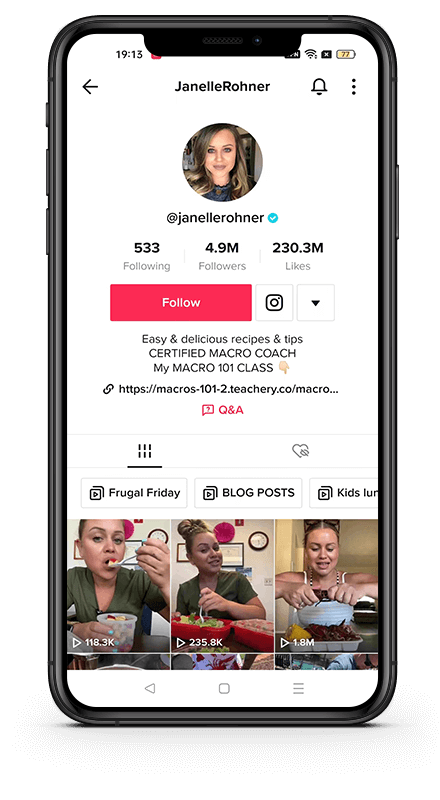 19:13
77
JanelleRohner
@janellerohner
533
4.9M
230.3M
Following
Followers
Likes
Follow
Easy & delicious recipes & tips
CERTIFIED MACRO COACH
My MACRO 101 CLASS 👇🏻
https://macros-101-2.teachery.co/macro...
Q&A
Frugal Friday
BLOG POSTS
Kids lun
118.3K
235.8K
1.8M